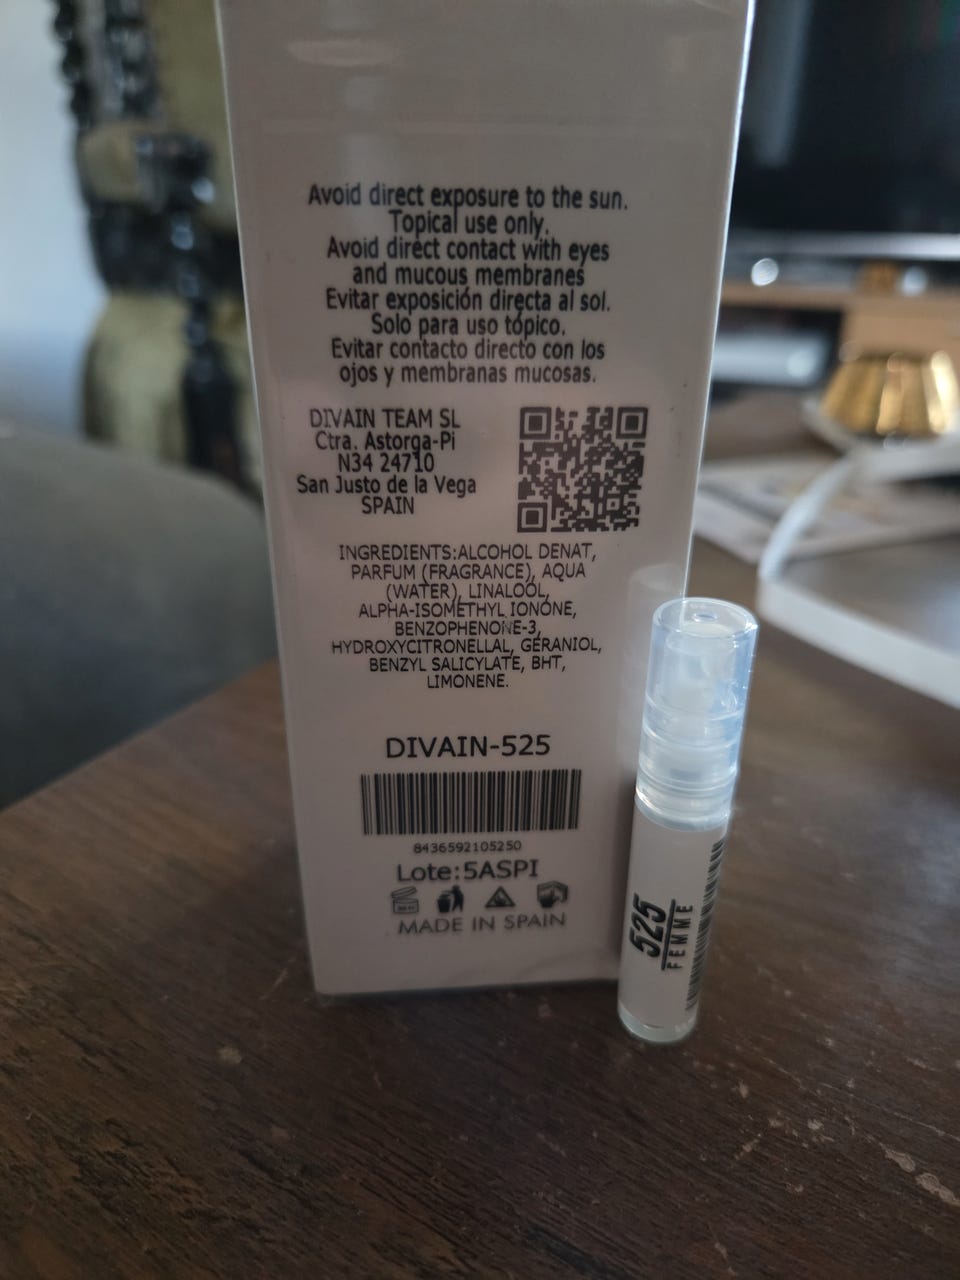 Avoid direct exposure to the sun.
Topical use only.
Avoid direct contact with eyes
and mucous membranes
Evitar exposición directa al sol.
Solo para uso tópico.
Evitar contacto directo con los
ojos y membranas mucosas.
DIVAIN TEAM SL
Ctra. Astorga-Pi
N34 24710
San Justo de la Vega
SPAIN
INGREDIENTS:ALCOHOL DENAT,
PARFUM (FRAGRANCE), AQUA
(WATER), LINALOOL,
ALPHA-ISOMETHYL IONONE,
BENZOPHENONE-3,
HYDROXYCITRONELLAL, GERANIOL,
BENZYL SALICYLATE, BHT,
LIMONENE.
DIVAIN-525
8436592105250
Lote:5ASPI
MADE IN SPAIN
525
FEMME